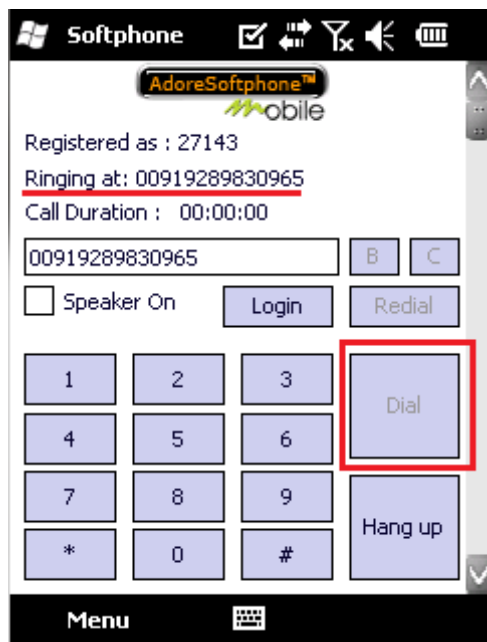 Softphone
AdoreSoftphone™
mobile
Registered as : 27143
Ringing at: 00919289830965
Call Duration : 00:00:00
00919289830965 B C
Speaker On Login Redial
1 2 3 Dial
4 5 6
7 8 9 Hang up
* 0 #
Menu